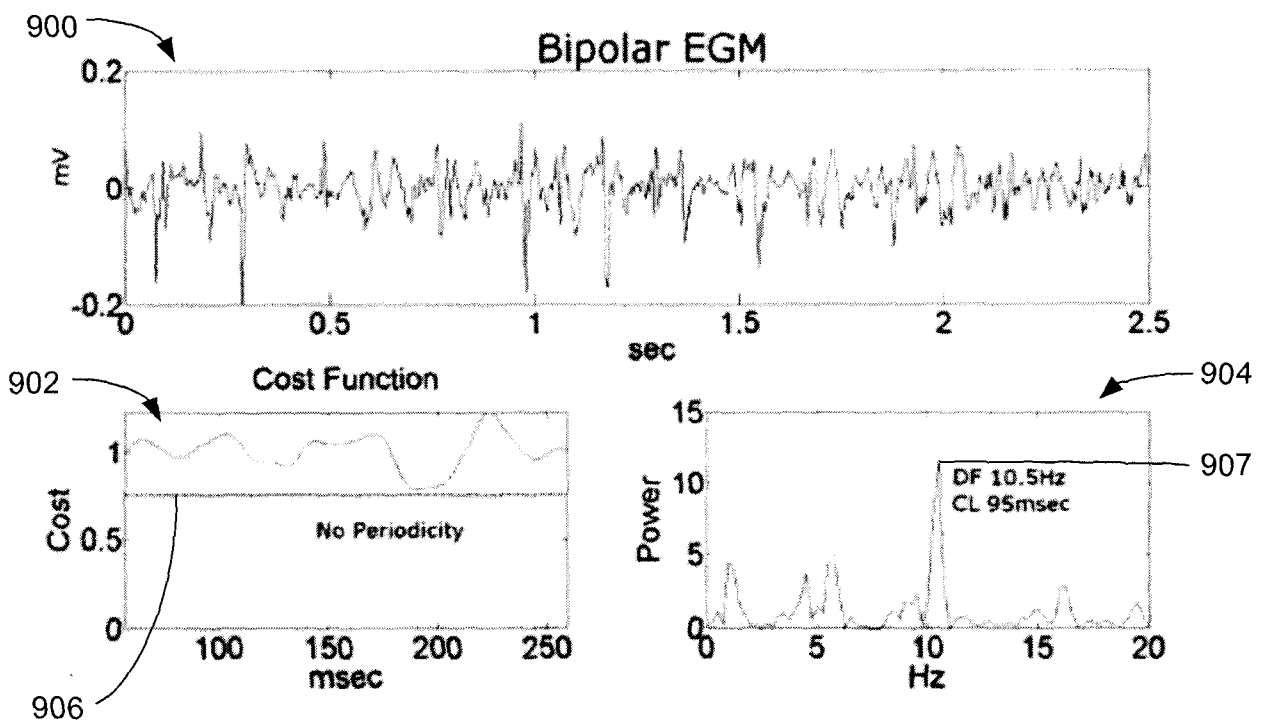 900
Bipolar EGM
0.2
mV
0
-0.2
0 0.5 1 1.5 2 2.5
sec
902
Cost Function
904
1
Cost
0.5
0
No Periodicity
100 150 200 250
msec
906
15
10
5
0
Power
907
DF 10.5Hz
CL 95msec
0 5 10 15 20
Hz